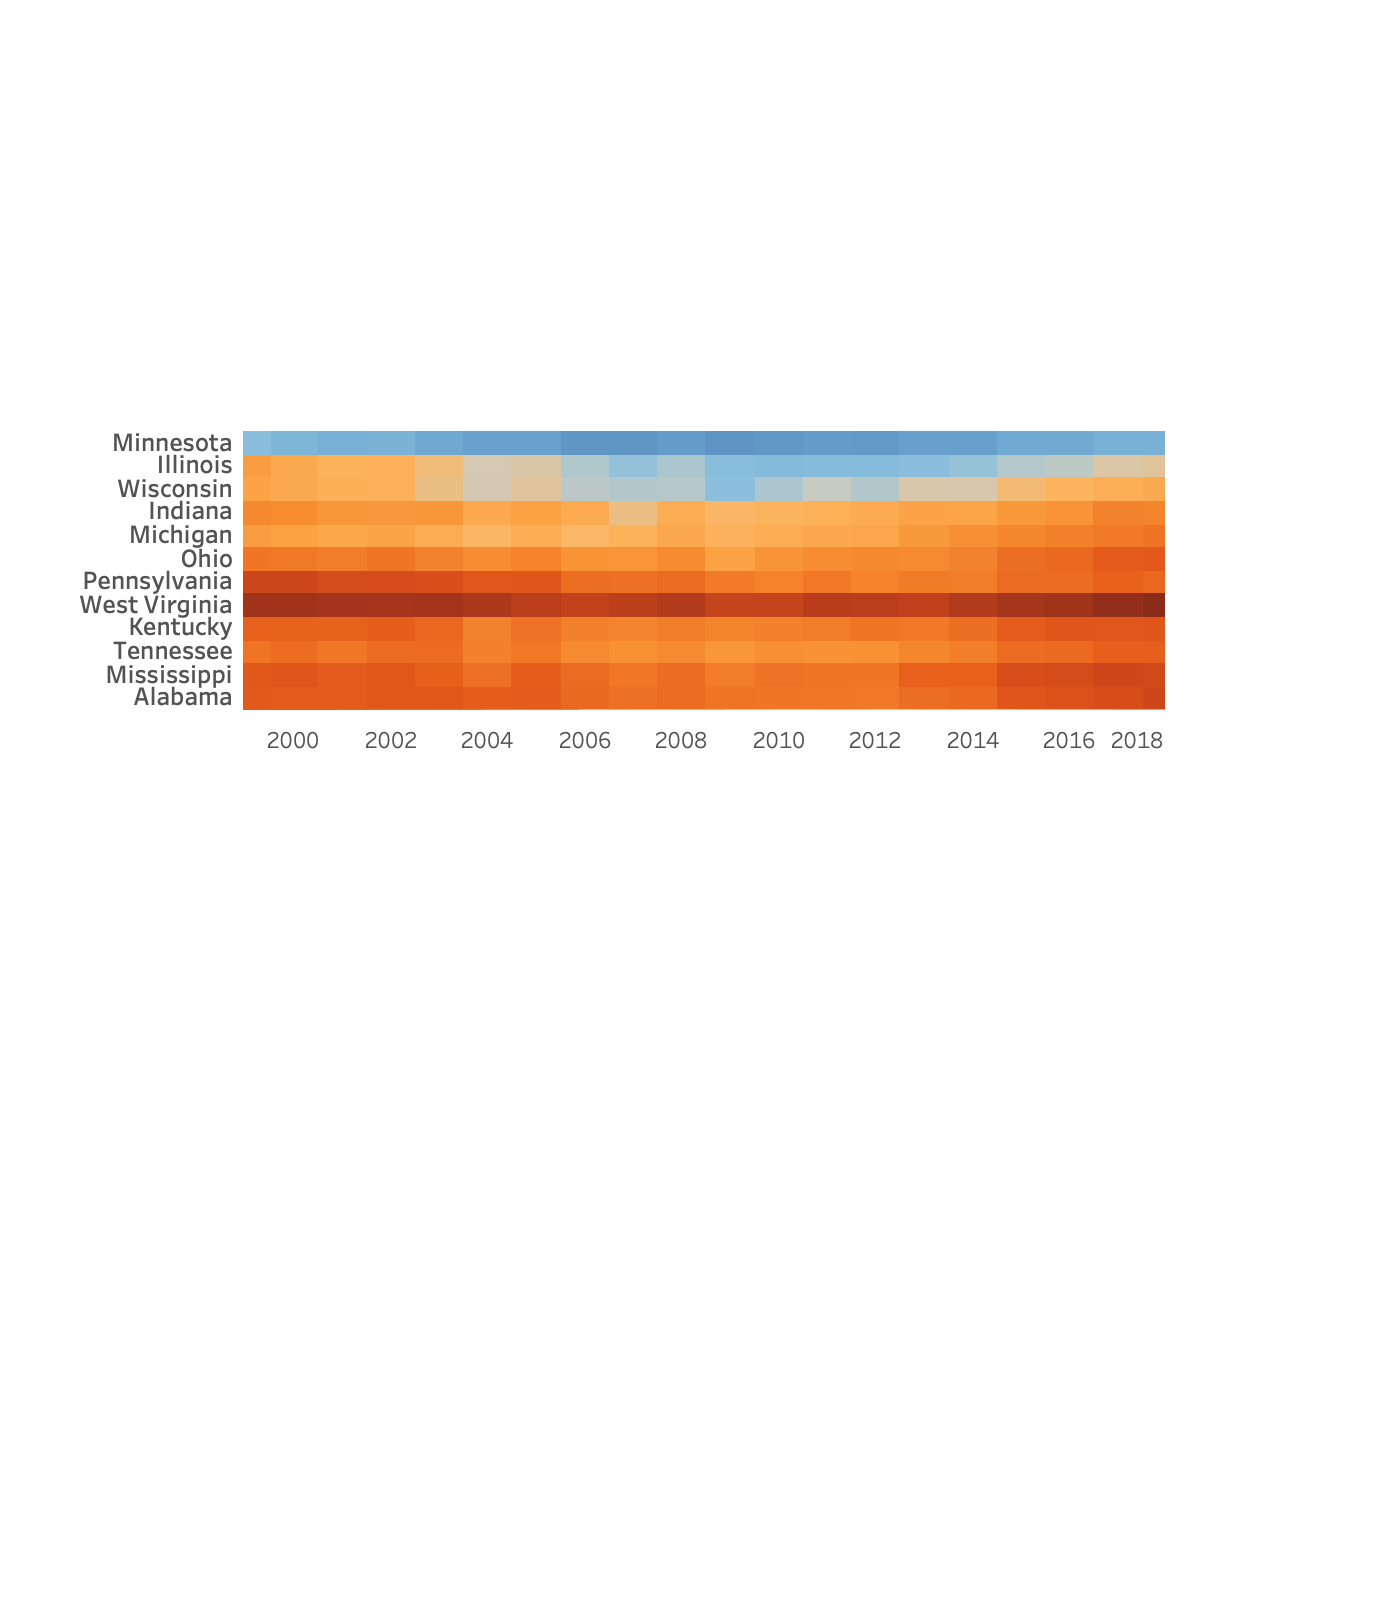 Minnesota
Illinois
Wisconsin
Indiana
Michigan
Ohio
Pennsylvania
West Virginia
Kentucky
Tennessee
Mississippi
Alabama
2000 2002 2004 2006 2008 2010 2012 2014 2016 2018